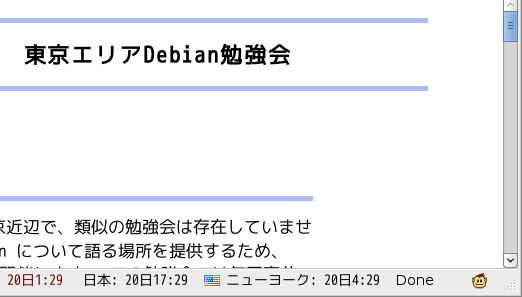 東京エリアDebian勉強会
京近辺で、類似の勉強会は存在していませ
n について語る場所を提供するため、
20日1:29 日本: 20日17:29 ニューヨーク: 20日4:29 Done